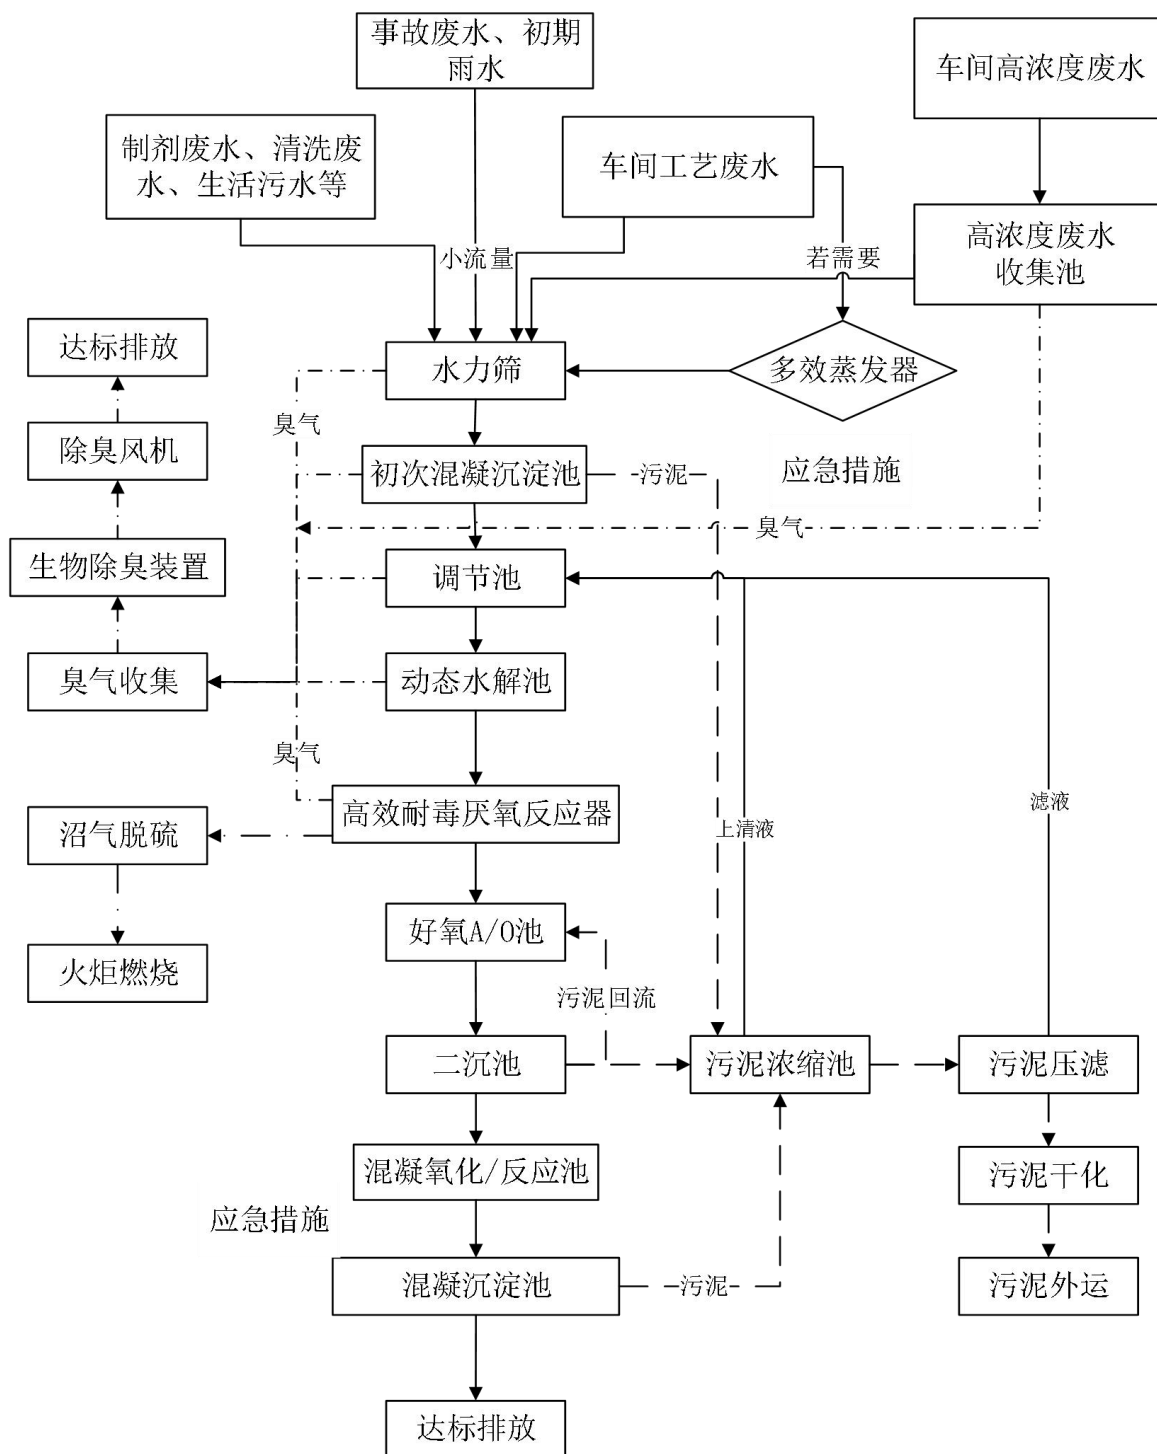 事故废水、初期
雨水
车间高浓度废水
制剂废水、清洗废
水、生活污水等
车间工艺废水
小流量
若需要
高浓度废水
收集池
达标排放
水力筛
多效蒸发器
臭气
除臭风机
初次混凝沉淀池
污泥
应急措施
臭气
生物除臭装置
调节池
臭气收集
动态水解池
臭气
高效耐毒厌氧反应器
沼气脱硫
上清液
滤液
好氧A/O池
火炬燃烧
污泥回流
二沉池
污泥浓缩池
污泥压滤
混凝氧化/反应池
污泥干化
应急措施
混凝沉淀池
污泥
污泥外运
达标排放